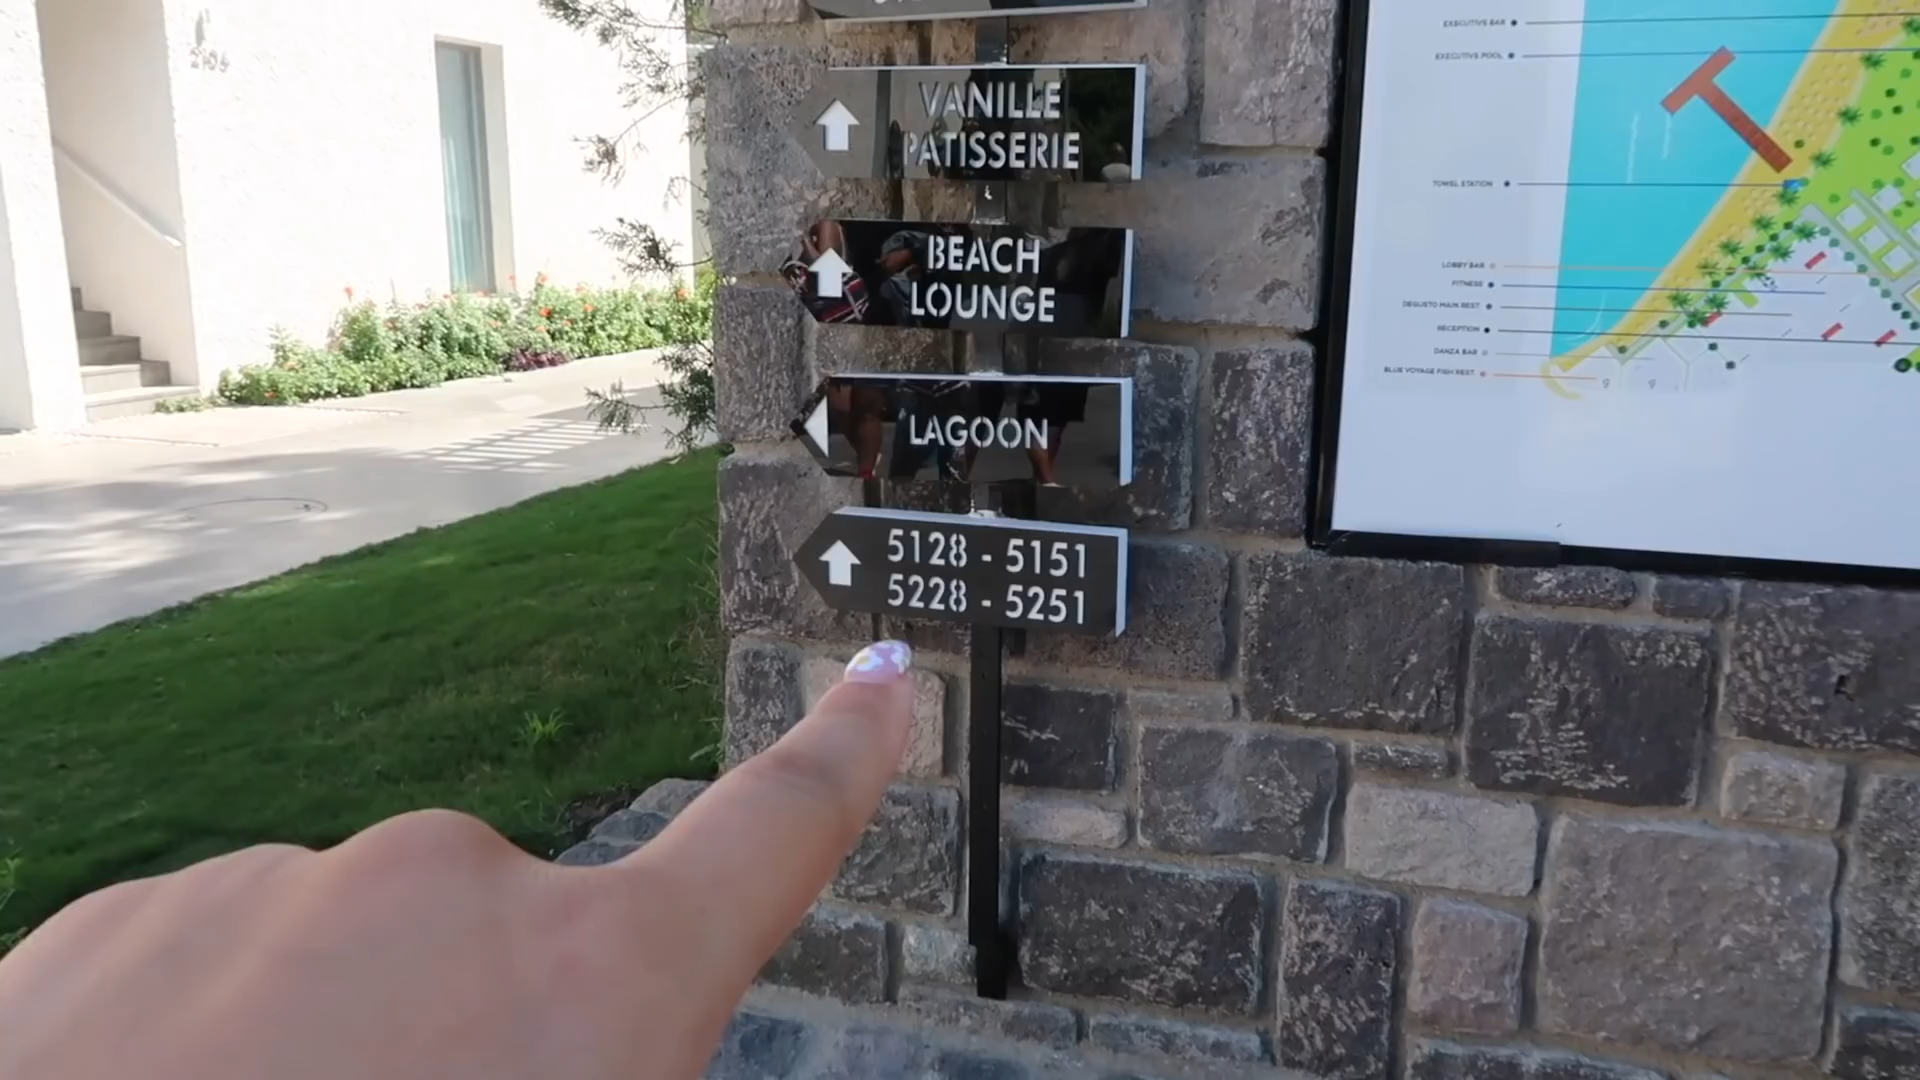 2106
VANILLE
PATISSERIE
&
BEACH
LOUNGE
LAGOON
5128 - 5151
5228 - 5251
EXECUTIVE BAR
EXECUTIVE POOL
TOWEL STATION
LOBBY BAR
FITNESS
DEGUSTO MAIN REST.
RECEPTION
DANZA BAR
BLUE VOYAGE FISH REST.